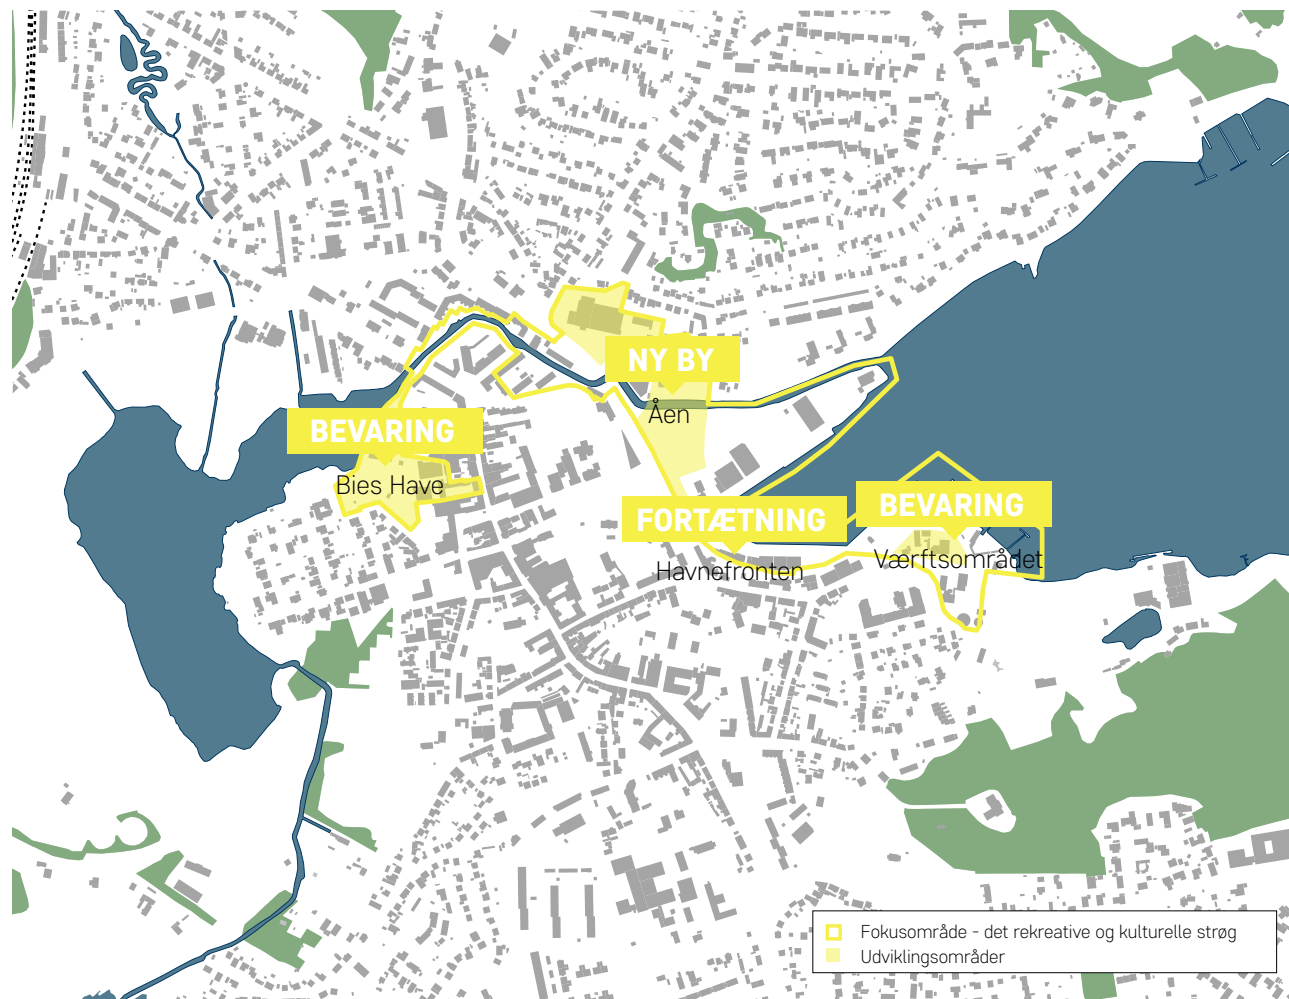 NY BY
Åen
BEVARING
Bies Have
FORTÆTNING
Havnefronten
BEVARING
Værftsområdet
Fokusområde - det rekreative og kulturelle strøg
Udviklingsområder